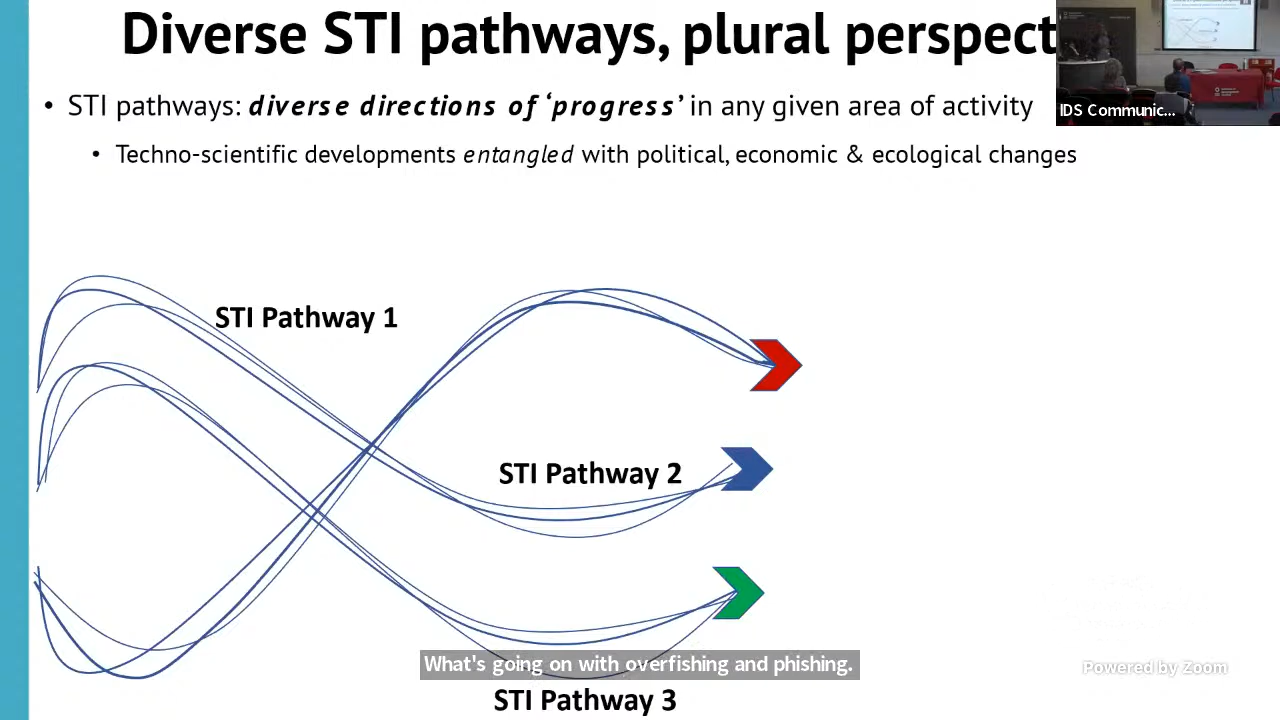 Diverse STI pathways, plural perspect
• STI pathways: diverse directions of ‘progress’ in any given area of activity
IDS Communic...
• Techno-scientific developments entangled with political, economic & ecological changes
STI Pathway 1
STI Pathway 2
What's going on with overfishing and phishing.
Powered by Zoom
STI Pathway 3